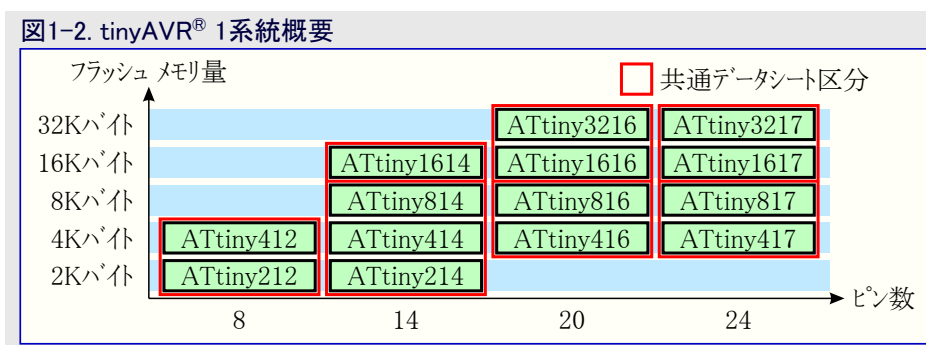 図1-2. tinyAVR® 1系統概要
フラッシュ メモリ量
共通データシート区分
32Kバイト ATtiny3216 ATtiny3217
16Kバイト ATtiny1614 ATtiny1616 ATtiny1617
8Kバイト ATtiny814 ATtiny816 ATtiny817
4Kバイト ATtiny412 ATtiny414 ATtiny416 ATtiny417
2Kバイト ATtiny212 ATtiny214
ピン数
8 14 20 24